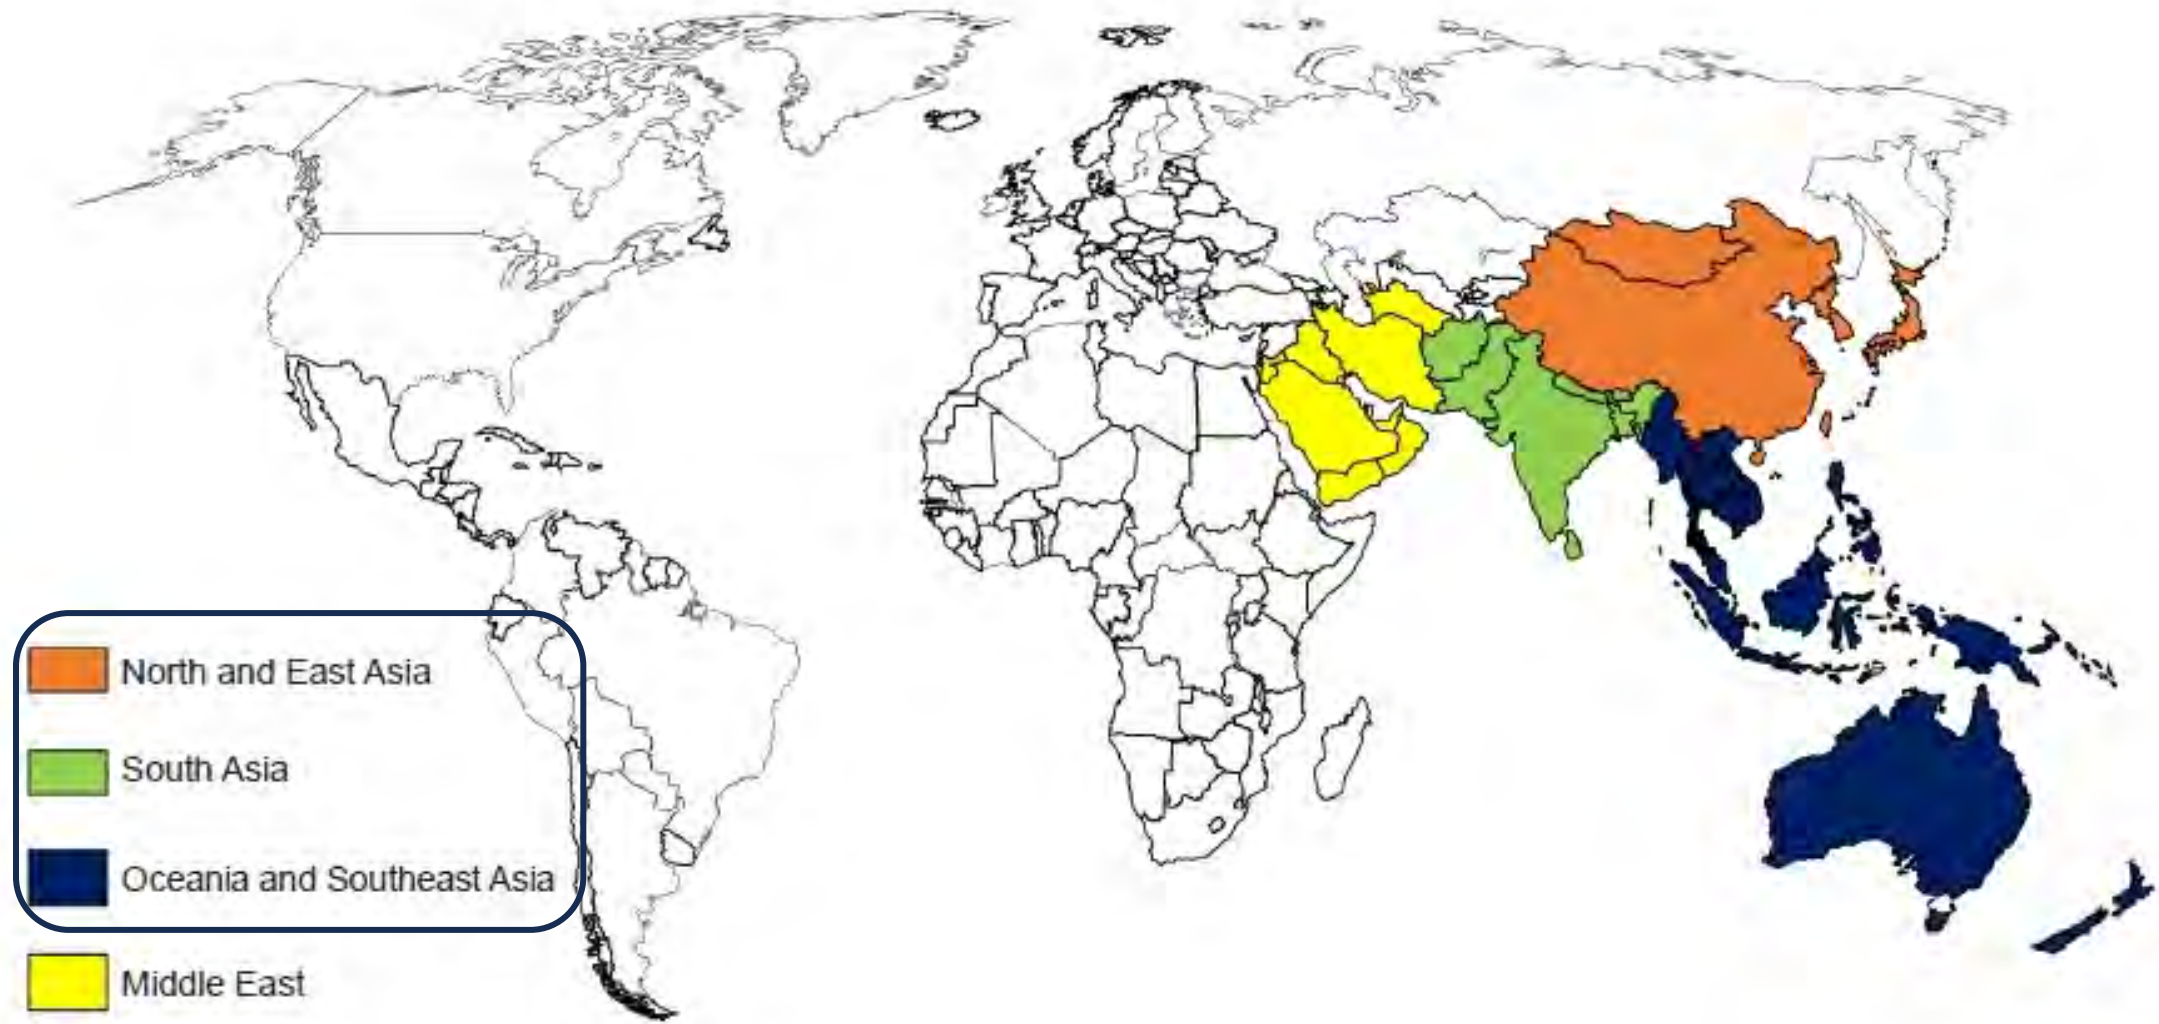 North and East Asia
South Asia
Oceania and Southeast Asia
Middle East